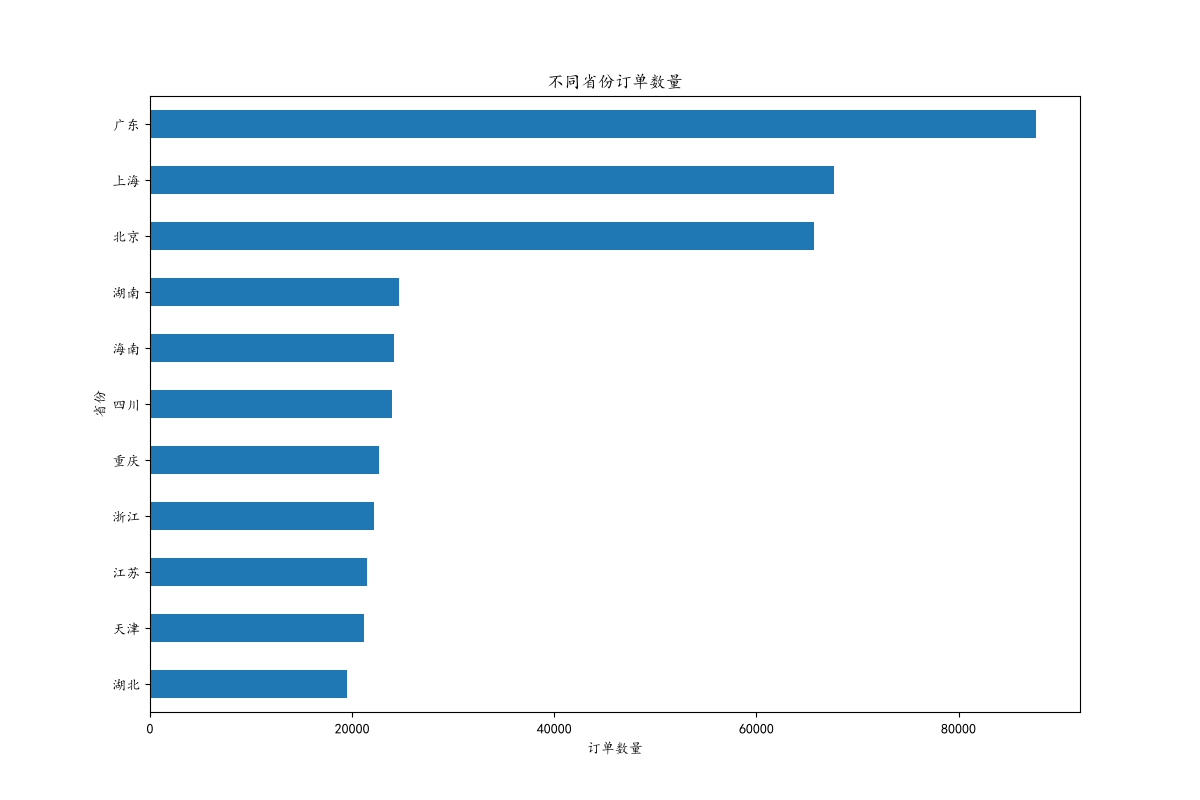 不同省份订单数量
广东
上海
北京
湖南
海南
四川
省份
重庆
浙江
江苏
天津
湖北
0 20000 40000 60000 80000
订单数量